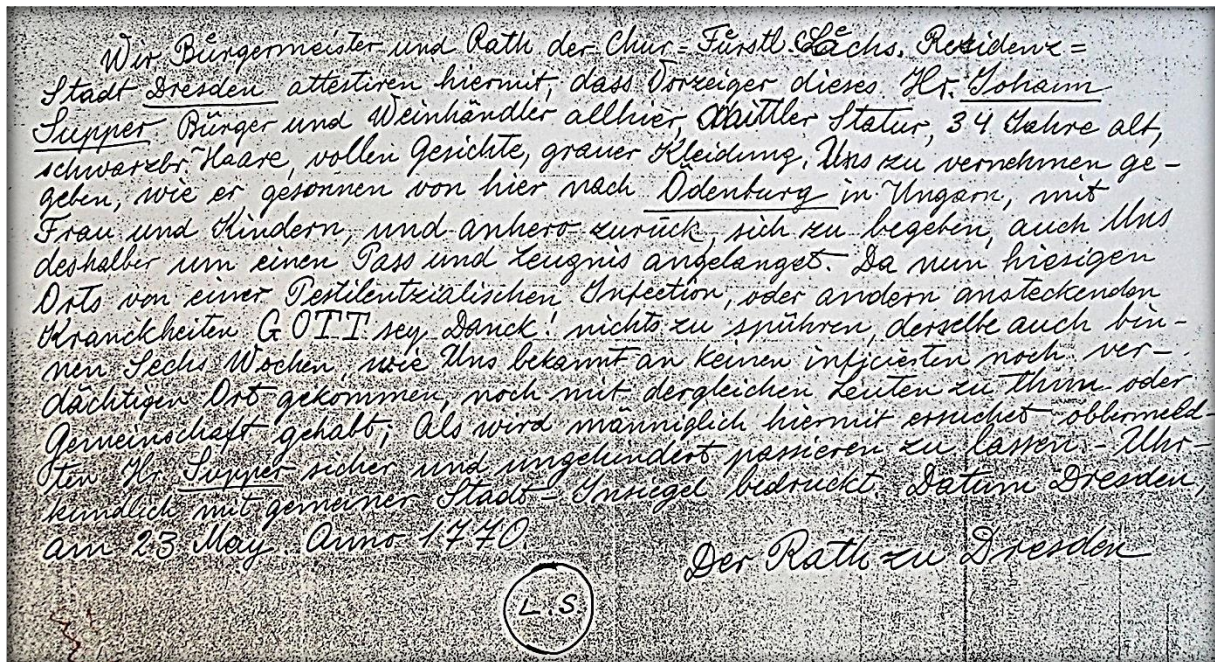 Wir Bürgermeister und Rath der Chur=Fürstl. Sächs. Residenz=
Stadt Dresden attestiren hiermit, dass Vorzeiger dieses Hr. Johann
Supper Bürger und Weinhändler allhier, Mittler Statur, 34 Jahre alt,
schwarzbr. Haare, vollen Gesichte, grauer Kleidung, Uns zu vernehmen ge-
geben, wie er gesonnen von hier nach Ödenburg in Ungarn, mit
Frau und Kindern, und anhero zurück, sich zu begeben, auch Uns
deshalber um einen Pass und Zeugnis angelanget. Da nun hiesigen
Orts von einer Pestilentzialischen Infection, oder andern ansteckenden
Kranckheiten GOTT sey Danck! nichts zu spühren, derselbe auch bin-
nen Sechs Wochen, wie Uns bekannt an keinen inficierten noch ver-
dächtigen Ort gekommen, noch mit dergleichen Leuten zu thun oder
Gemeinschaft gehabt; Als wird männiglich hiermit ersuchet obbemeld-
ten Hr. Supper sicher und ungehindert passieren zu lassen.- Uhr-
kundlich mit gemeiner Stadt-Insiegel bedruckt. Datum Dresden,
am 23 May. Anno 1770.
Der Rath zu Dresden
L.S.